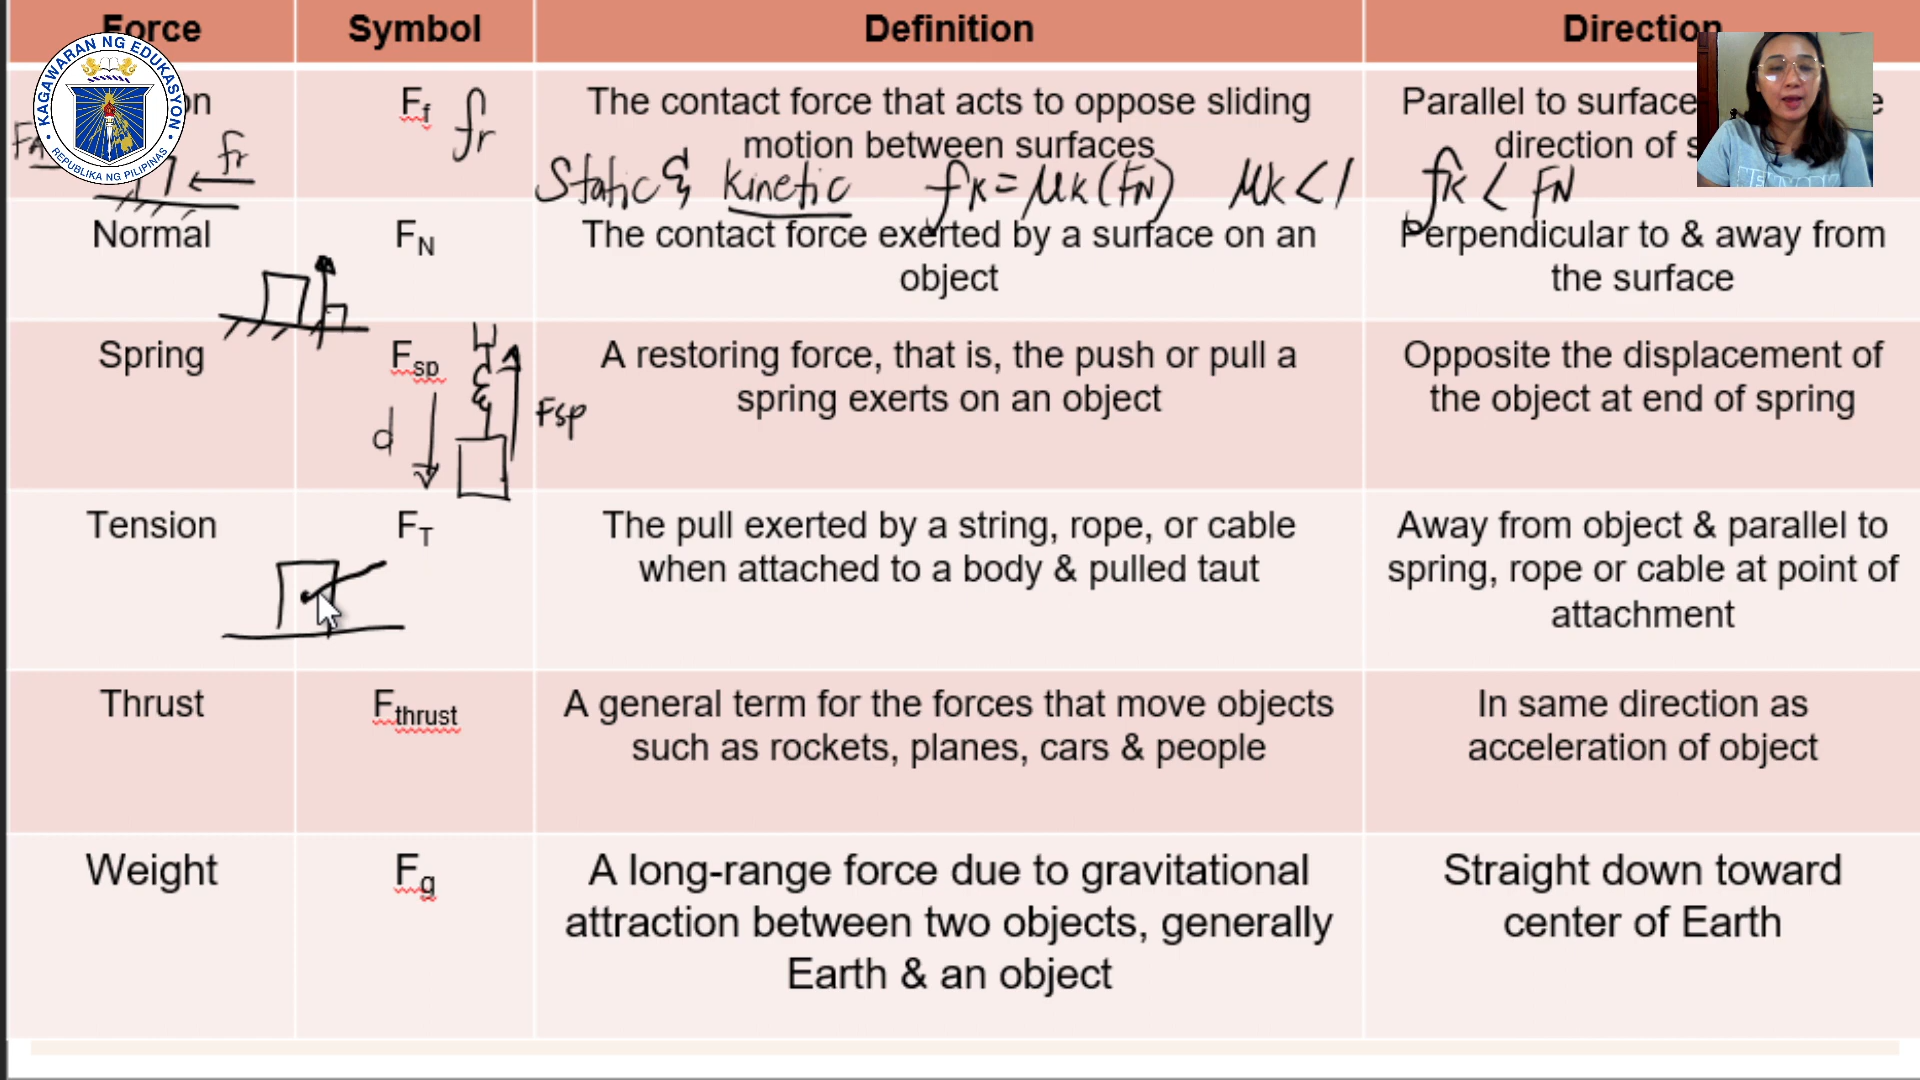 Force Symbol Definition Direction
KAGAWARAN NG EDUKASYON
REPUBLIKA NG PILIPINAS
Ff fr The contact force that acts to oppose sliding Parallel to surface
motion between surfaces direction of
FA fr
Static & kinetic fK = μK(FN) μK < 1 fK < FN
Normal FN The contact force exerted by a surface on an Perpendicular to & away from
object the surface
Spring Fsp A restoring force, that is, the push or pull a Opposite the displacement of
spring exerts on an object the object at end of spring
d Fsp
Tension FT The pull exerted by a string, rope, or cable Away from object & parallel to
when attached to a body & pulled taut spring, rope or cable at point of
attachment
Thrust Fthrust A general term for the forces that move objects In same direction as
such as rockets, planes, cars & people acceleration of object
Weight Fg A long-range force due to gravitational Straight down toward
attraction between two objects, generally center of Earth
Earth & an object